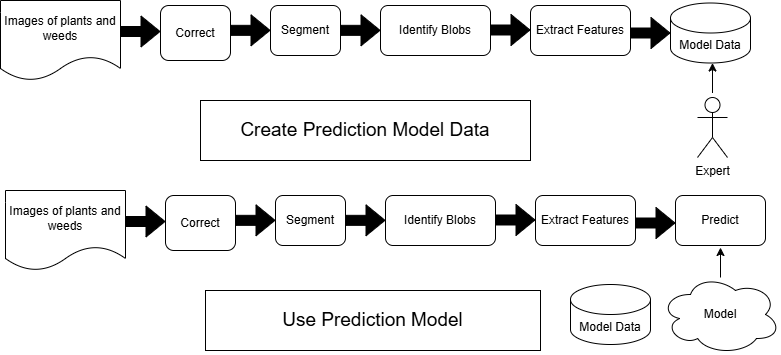 Images of plants and
weeds
Correct
Segment
Identify Blobs
Extract Features
Model Data
Create Prediction Model Data
Expert
Images of plants and
weeds
Correct
Segment
Identify Blobs
Extract Features
Predict
Use Prediction Model
Model Data
Model